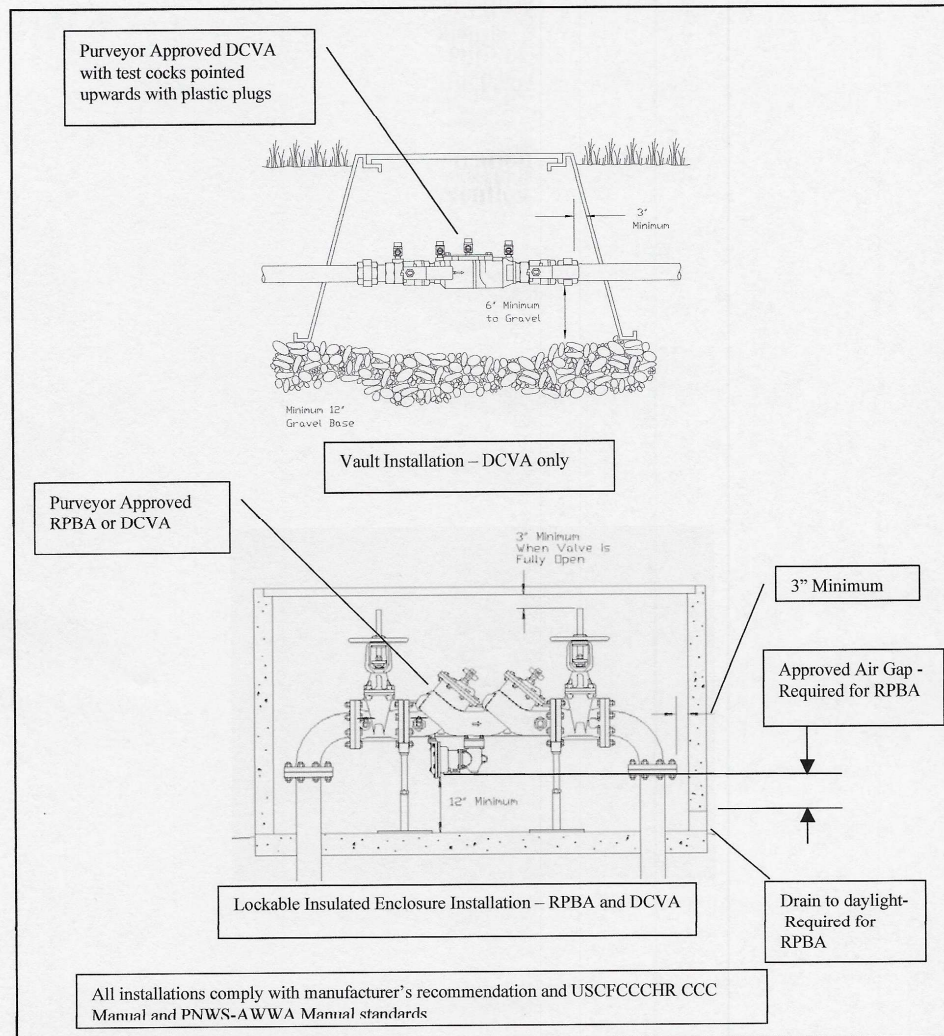 Purveyor Approved DCVA
with test cocks pointed
upwards with plastic plugs
3"
Minimum
6" Minimum
to Gravel
Minimum 12"
Gravel Base
Vault Installation – DCVA only
Purveyor Approved
RPBA or DCVA
3" Minimum
When Valve is
Fully Open
3” Minimum
Approved Air Gap -
Required for RPBA
12" Minimum
Lockable Insulated Enclosure Installation – RPBA and DCVA
Drain to daylight-
Required for
RPBA
All installations comply with manufacturer’s recommendation and USCFCCCHR CCC
Manual and PNWS-AWWA Manual standards